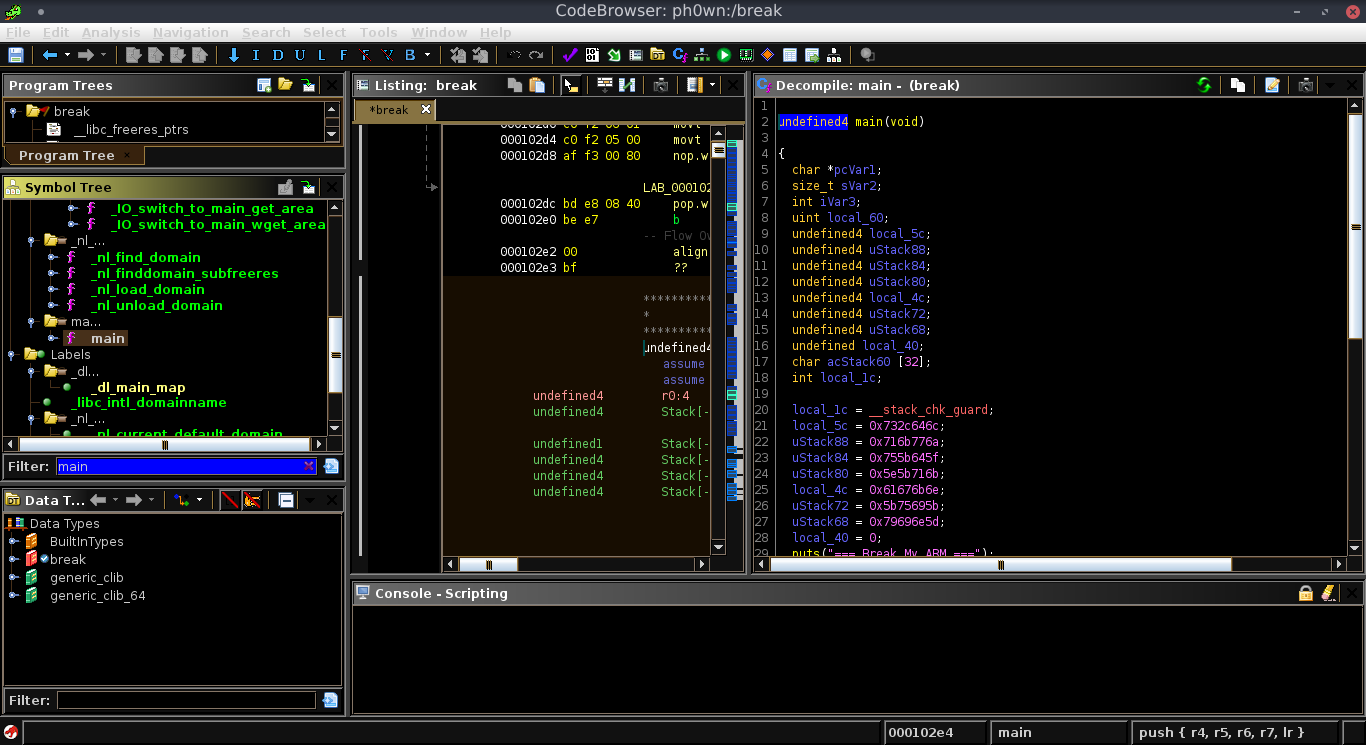 CodeBrowser: ph0wn:/break
File Edit Analysis Navigation Search Select Tools Window Help
I D U L F V B
Program Trees
break
__libc_freeres_ptrs
Program Tree ×
Symbol Tree
_IO_switch_to_main_get_area
_IO_switch_to_main_wget_area
_nl_...
_nl_find_domain
_nl_finddomain_subfreeres
_nl_load_domain
_nl_unload_domain
ma...
main
Labels
_dl...
_dl_main_map
_libc_intl_domainname
_nl_...
_nl_current_default_domain
Filter: main
Data T...
Data Types
BuiltInTypes
break
generic_clib
generic_clib_64
Filter:
Listing: break
*break
000102d4 c0 f2 05 00 movt
000102d8 af f3 00 80 nop.w
LAB_000102
000102dc bd e8 08 40 pop.w
000102e0 be e7 b
-- Flow Ov
000102e2 00 align
000102e3 bf ??
**********
*
**********
undefined4
assume
assume
undefined4 r0:4
undefined4 Stack[-
undefined1 Stack[-
undefined4 Stack[-
undefined4 Stack[-
undefined4 Stack[-
Decompile: main - (break)
1
2 undefined4 main(void)
3
4 {
5 char *pcVar1;
6 size_t sVar2;
7 int iVar3;
8 uint local_60;
9 undefined4 local_5c;
10 undefined4 uStack88;
11 undefined4 uStack84;
12 undefined4 uStack80;
13 undefined4 local_4c;
14 undefined4 uStack72;
15 undefined4 uStack68;
16 undefined local_40;
17 char acStack60 [32];
18 int local_1c;
19
20 local_1c = __stack_chk_guard;
21 local_5c = 0x732c646c;
22 uStack88 = 0x716b776a;
23 uStack84 = 0x755b645f;
24 uStack80 = 0x5e5b716b;
25 local_4c = 0x61676b6e;
26 uStack72 = 0x5b75695b;
27 uStack68 = 0x79696e5d;
28 local_40 = 0;
29 puts("=== Break My ARM ===");
Console - Scripting
000102e4
main
push { r4, r5, r6, r7, lr }